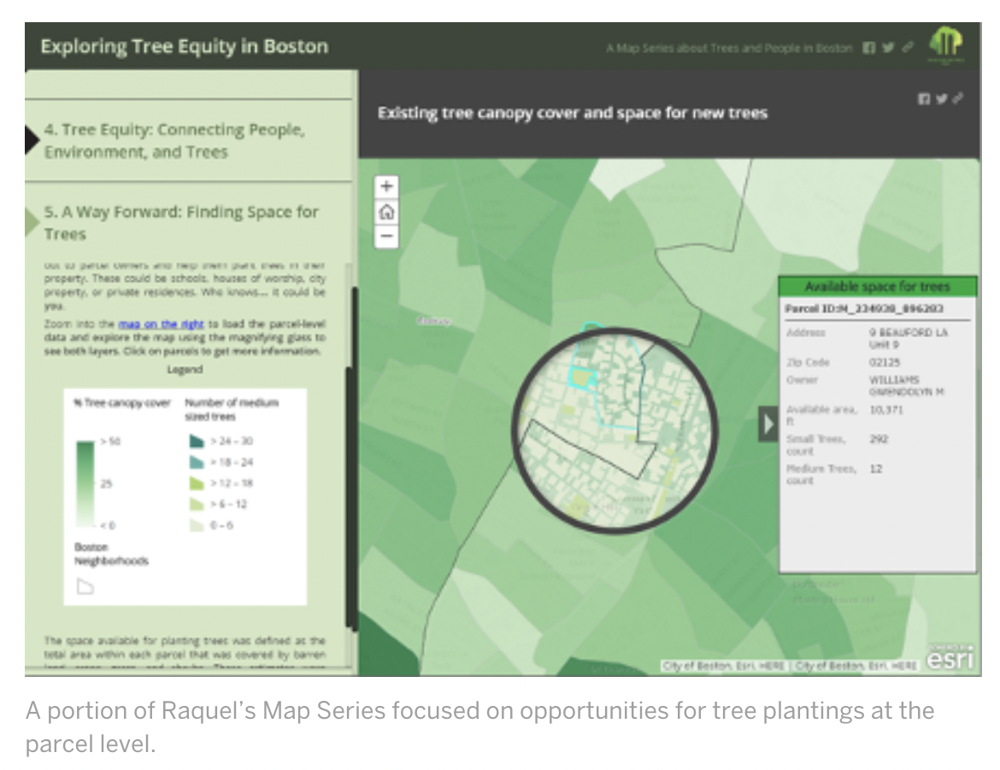 Exploring Tree Equity in Boston
A Map Series about Trees and People in Boston
4. Tree Equity: Connecting People,
Environment, and Trees
5. A Way Forward: Finding Space for
Trees
out to parcel owners and help them plant trees in their
property. These could be schools, houses of worship, city
property, or private residences. Who knows... it could be
you.
Zoom into the map on the right to load the parcel-level
data and explore the map using the magnifying glass to
see both layers. Click on parcels to get more information.
Legend
% Tree canopy cover
> 50
25
< 0
Number of medium
sized trees
> 24 - 30
> 18 - 24
> 12 - 18
> 6 - 12
0 - 6
Boston
Neighborhoods
The space available for planting trees was defined as the
total area within each parcel that was covered by barren
Existing tree canopy cover and space for new trees
+
−
Available space for trees
Address
9 BEAUFORD LA
Unit 9
Zip Code
02125
Owner
WILLIAMS
GWENDOLYN M
Available area,
ft
10,371
Small Trees,
count
292
Medium Trees,
count
12
City of Boston, Esri, HERE | City of Boston, Esri, HERE
esri
A portion of Raquel’s Map Series focused on opportunities for tree plantings at the
parcel level.